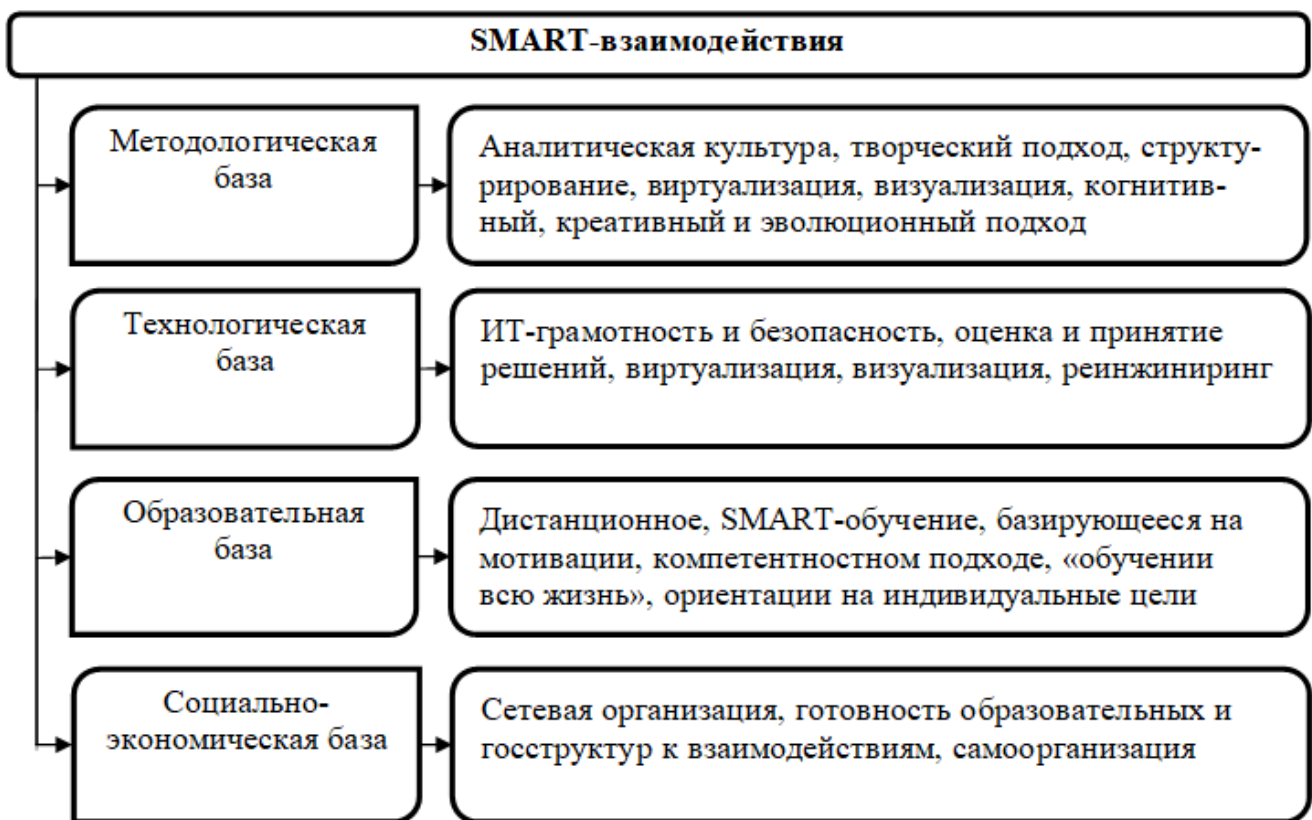 SMART-взаимодействия
Методологическая
база
Аналитическая культура, творческий подход, структу-
рирование, виртуализация, визуализация, когнитив-
ный, креативный и эволюционный подход
Технологическая
база
ИТ-грамотность и безопасность, оценка и принятие
решений, виртуализация, визуализация, реинжиниринг
Образовательная
база
Дистанционное, SMART-обучение, базирующееся на
мотивации, компетентностном подходе, «обучении
всю жизнь», ориентации на индивидуальные цели
Социально-
экономическая база
Сетевая организация, готовность образовательных и
госструктур к взаимодействиям, самоорганизация